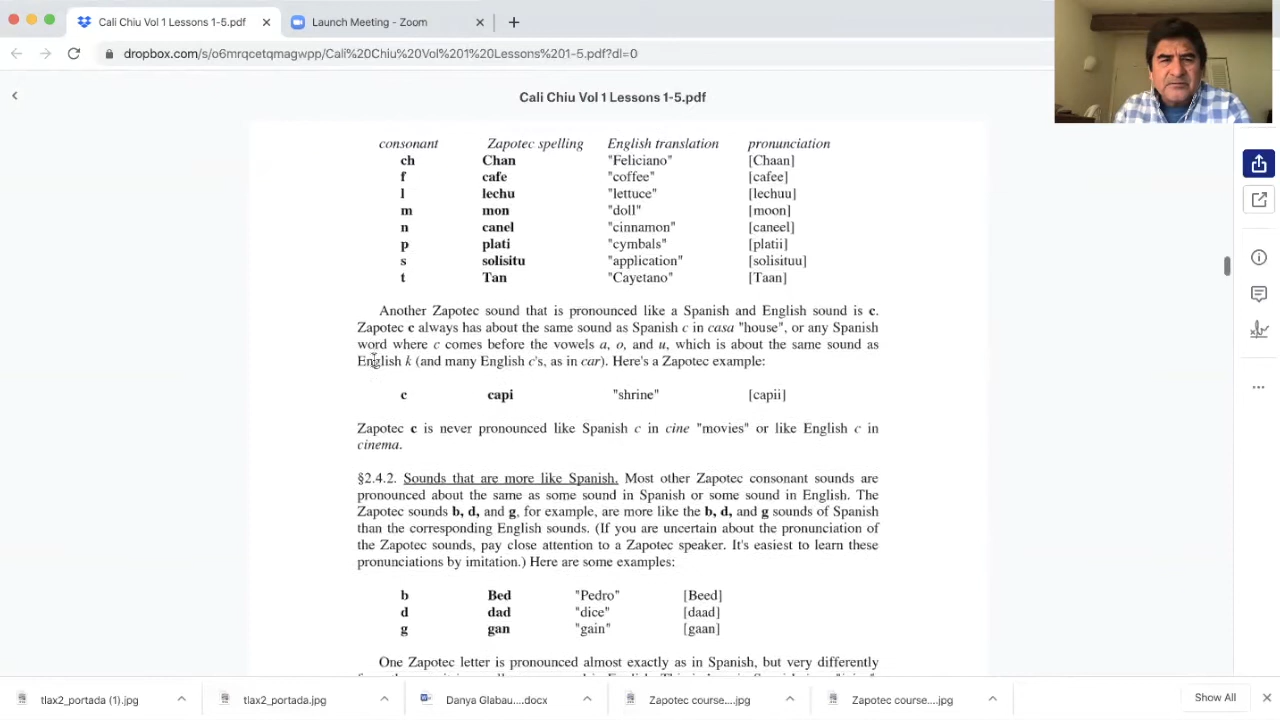 Cali Chiu Vol 1 Lessons 1-5.pdf
Launch Meeting - Zoom
dropbox.com/s/o6mrqcetqmagwpp/Cali%20Chiu%20Vol%201%20Lessons%201-5.pdf?dl=0
Cali Chiu Vol 1 Lessons 1-5.pdf
consonant Zapotec spelling English translation pronunciation
ch Chan "Feliciano" [Chaan]
f cafe "coffee" [cafee]
l lechu "lettuce" [lechuu]
m mon "doll" [moon]
n canel "cinnamon" [caneel]
p plati "cymbals" [platii]
s solisitu "application" [solisituu]
t Tan "Cayetano" [Taan]
Another Zapotec sound that is pronounced like a Spanish and English sound is c.
Zapotec c always has about the same sound as Spanish c in casa "house", or any Spanish
word where c comes before the vowels a, o, and u, which is about the same sound as
English k (and many English c's, as in car). Here's a Zapotec example:
c capi "shrine" [capii]
Zapotec c is never pronounced like Spanish c in cine "movies" or like English c in
cinema.
§2.4.2. Sounds that are more like Spanish. Most other Zapotec consonant sounds are
pronounced about the same as some sound in Spanish or some sound in English. The
Zapotec sounds b, d, and g, for example, are more like the b, d, and g sounds of Spanish
than the corresponding English sounds. (If you are uncertain about the pronunciation of
the Zapotec sounds, pay close attention to a Zapotec speaker. It's easiest to learn these
pronunciations by imitation.) Here are some examples:
b Bed "Pedro" [Beed]
d dad "dice" [daad]
g gan "gain" [gaan]
One Zapotec letter is pronounced almost exactly as in Spanish, but very differently
tlax2_portada (1).jpg
tlax2_portada.jpg
Danya Glabau....docx
Zapotec course....jpg
Zapotec course....jpg
Show All